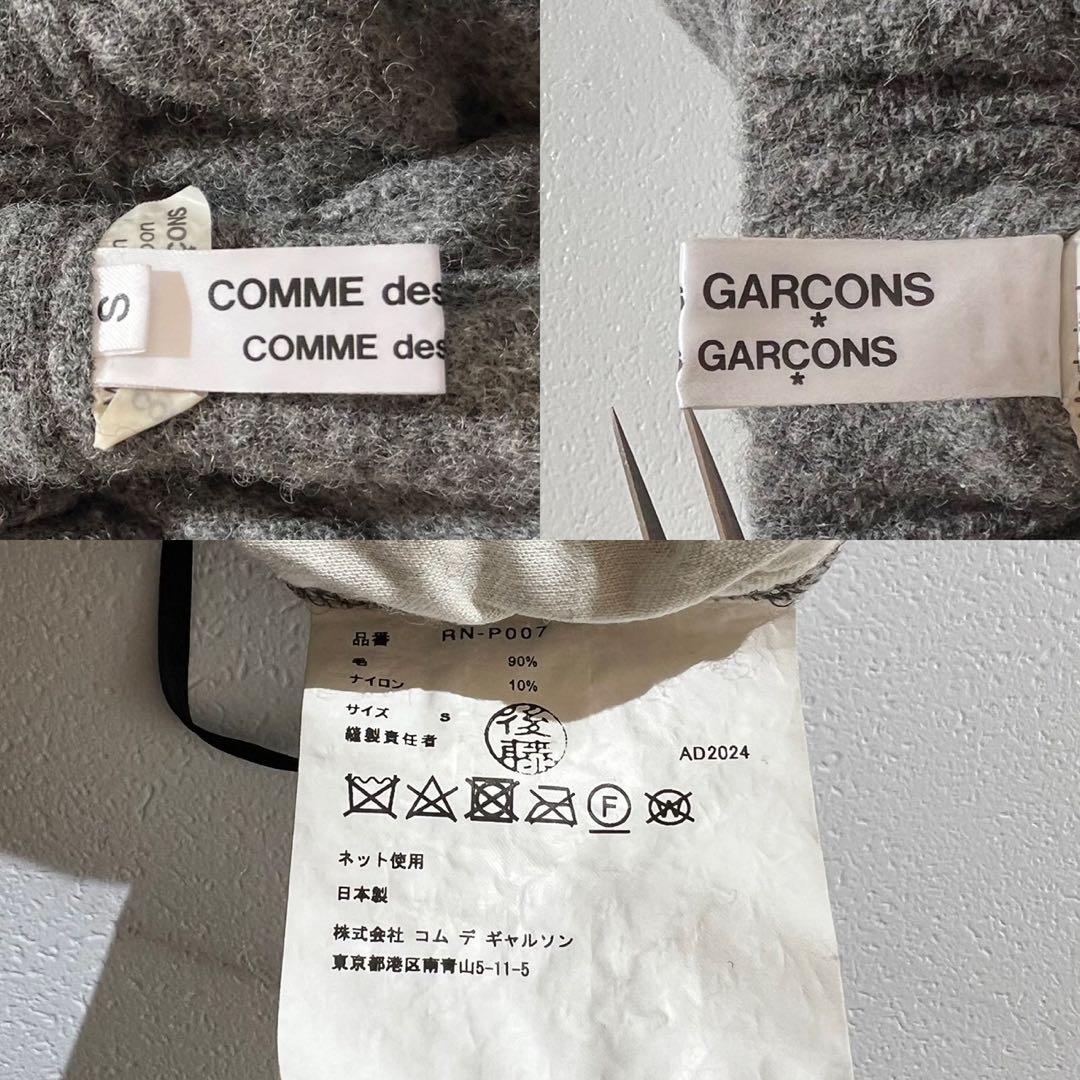 S
COMME des
COMME des
oon
ÇONS
GARÇONS
*
GARÇONS
*
品番 RN-P007
毛 90%
ナイロン 10%
サイズ S
縫製責任者 後藤
AD2024
F
W
ネット使用
日本製
株式会社 コム デ ギャルソン
東京都港区南青山5-11-5